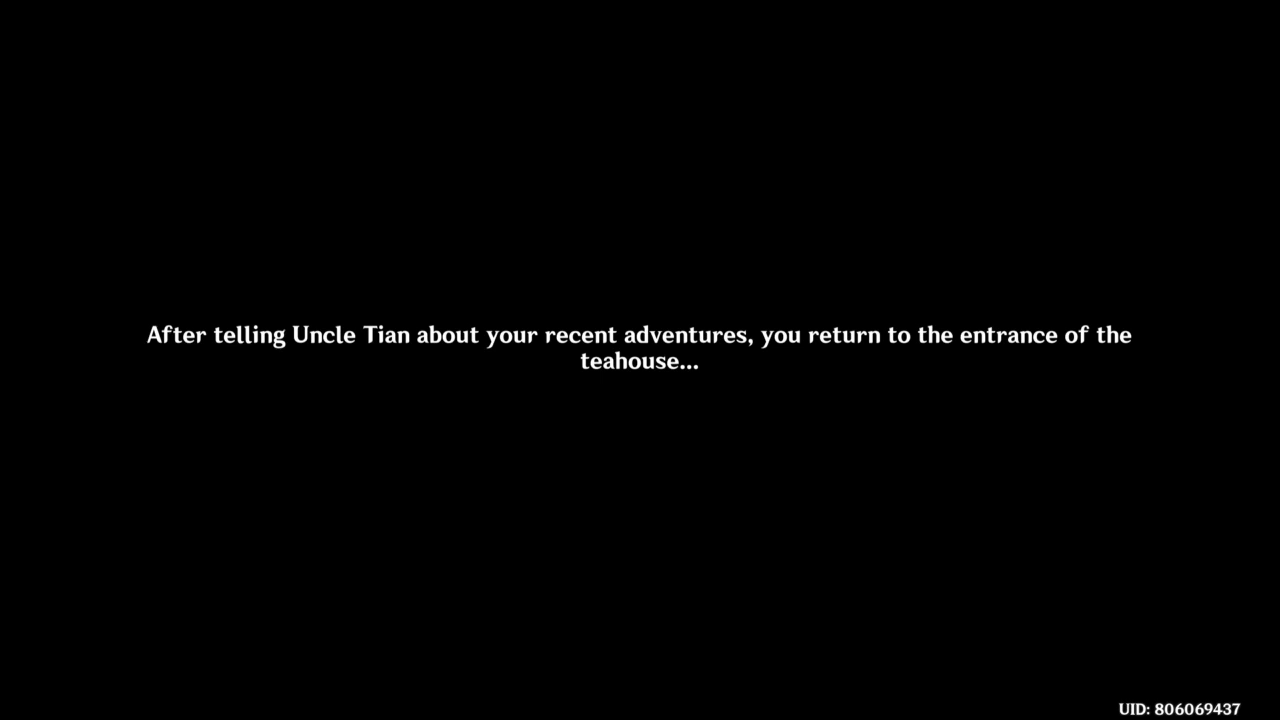 After telling Uncle Tian about your recent adventures, you return to the entrance of the
teahouse...
UID: 806069437